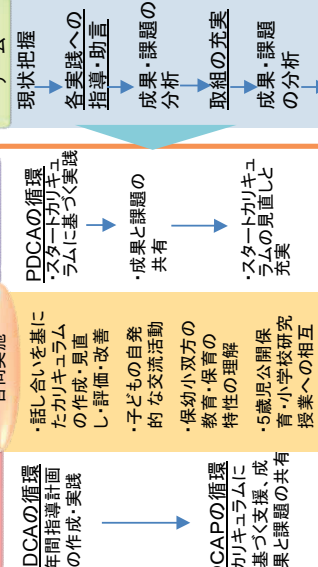 DCAの循環
年間指導計画
の作成・実践
DCAPの循環
カリキュラムに
基づく支援、成
果と課題の共有
・話し合いを基に
たカリキュラム
の作成・見直
し・評価・改善
・子どもの自発
的な交流活動
・保幼小双方の
教育・保育の
特性の理解
・5歳児公開保
育・小学校研究
授業への相互
PDCAの循環
・スタートカリキュ
ラムに基づく実践
・成果と課題の
共有
・スタートカリキュ
ラムの見直しと
充実
現状把握
各実践への
指導・助言
成果・課題の
分析
取組の充実
成果・課題
の分析